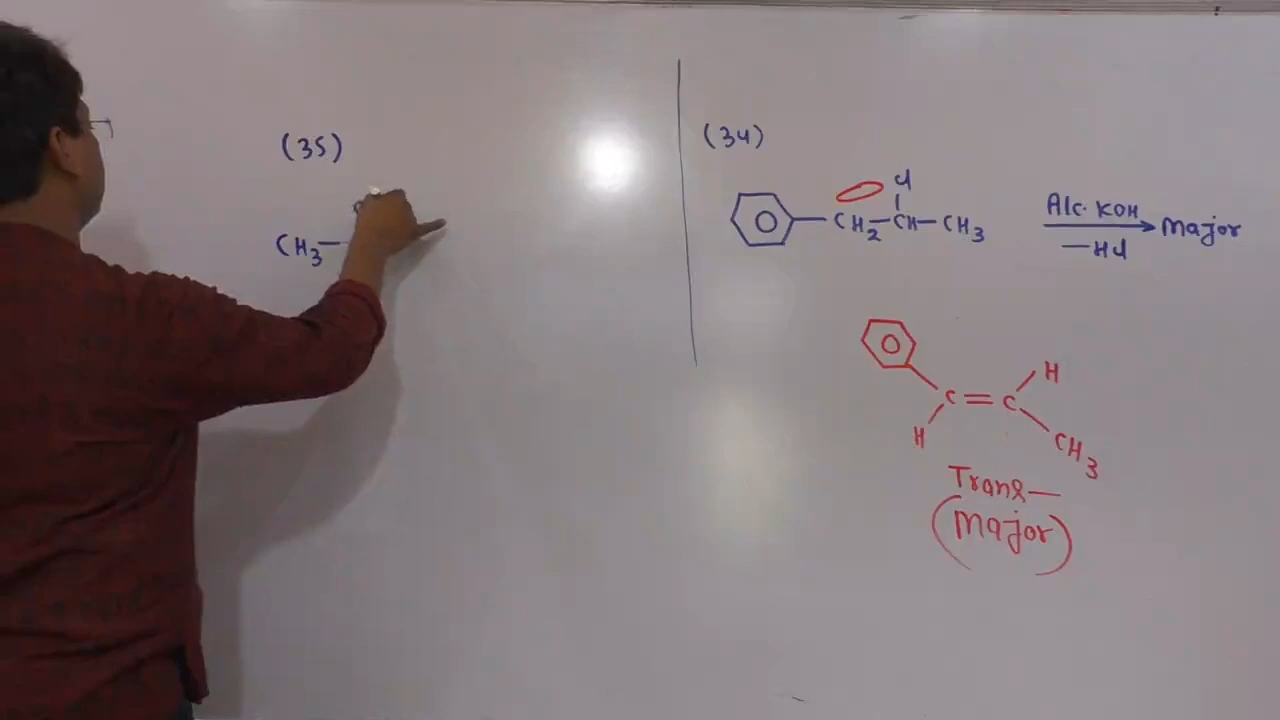 (35)
CH3—
(34)
Cl
CH2—CH—CH3
Alc. KOH
—HCl
Major
H
C=C
H
CH3
Trans—
(Major)